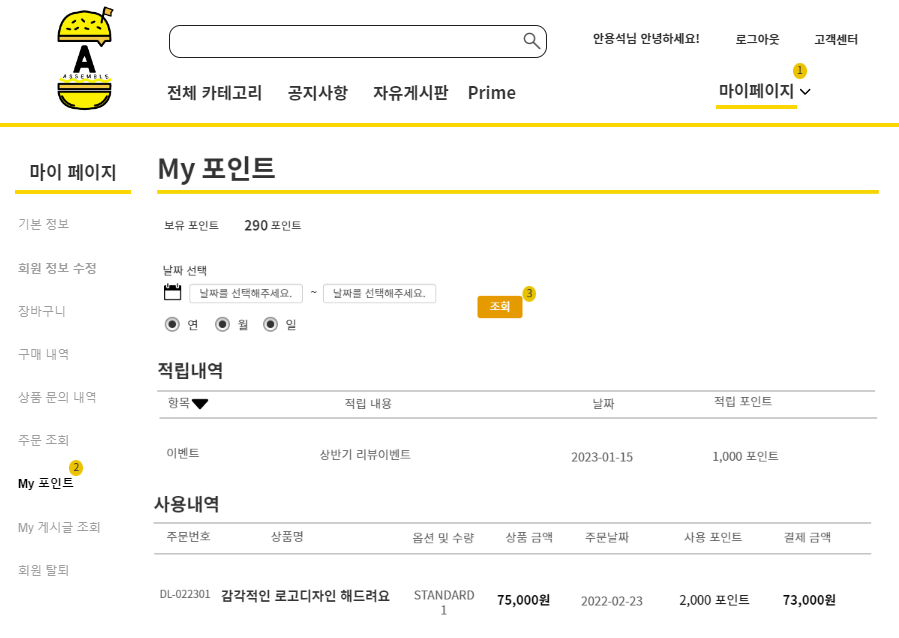 A
ASSEMBLE
안용석님 안녕하세요!
로그아웃
고객센터
전체 카테고리
공지사항
자유게시판
Prime
1
마이페이지
마이 페이지
기본 정보
회원 정보 수정
장바구니
구매 내역
상품 문의 내역
주문 조회
2
My 포인트
My 게시글 조회
회원 탈퇴
My 포인트
보유 포인트 290 포인트
날짜 선택
날짜를 선택해주세요. ~ 날짜를 선택해주세요.
3
조회
연 월 일
적립내역
항목 적립 내용 날짜 적립 포인트
이벤트 상반기 리뷰이벤트 2023-01-15 1,000 포인트
사용내역
주문번호 상품명 옵션 및 수량 상품 금액 주문날짜 사용 포인트 결제 금액
DL-022301 감각적인 로고디자인 해드려요 STANDARD 75,000원 2022-02-23 2,000 포인트 73,000원
1